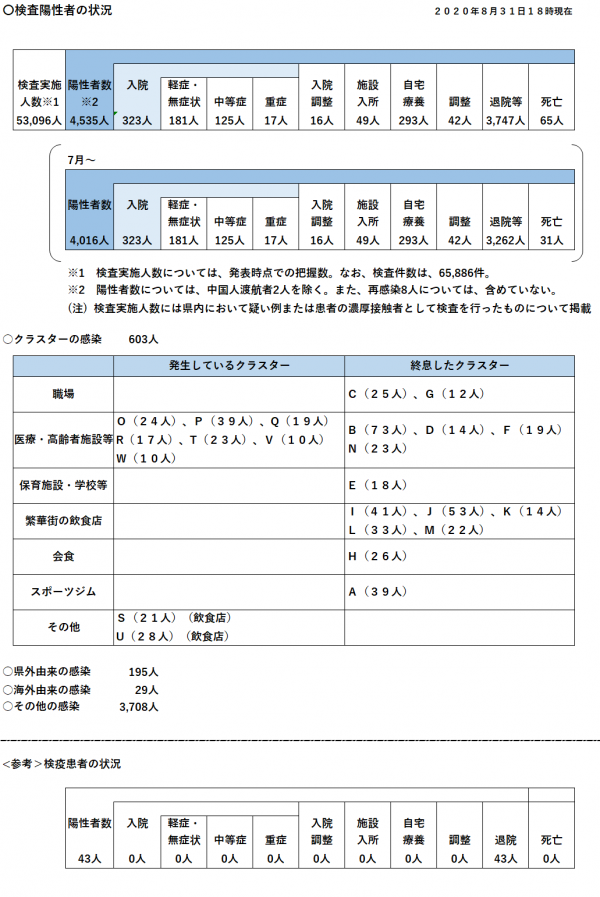 〇検査陽性者の状況
２０２０年８月３１日１８時現在
検査実施 陽性者数 入院 軽症・ 中等症 重症 入院 施設 自宅 調整 退院等 死亡
人数※1 ※2 無症状 調整 入所 療養
53,096人 4,535人 323人 181人 125人 17人 16人 49人 293人 42人 3,747人 65人
7月～
陽性者数 入院 軽症・ 中等症 重症 入院 施設 自宅 調整 退院等 死亡
無症状 調整 入所 療養
4,016人 323人 181人 125人 17人 16人 49人 293人 42人 3,262人 31人
※1 検査実施人数については、発表時点での把握数。なお、検査件数は、65,886件。
※2 陽性者数については、中国人渡航者2人を除く。また、再感染8人については、含めていない。
（注）検査実施人数には県内において疑い例または患者の濃厚接触者として検査を行ったものについて掲載
〇クラスターの感染 603人
発生しているクラスター 終息したクラスター
職場 Ｃ（２５人）、Ｇ（１２人）
医療・高齢者施設等 Ｏ（２４人）、Ｐ（３９人）、Ｑ（１９人） Ｂ（７３人）、Ｄ（１４人）、Ｆ（１９人）
Ｒ（１７人）、Ｔ（２３人）、Ｖ（１０人） Ｎ（２３人）
Ｗ（１０人）
保育施設・学校等 Ｅ（１８人）
繁華街の飲食店 Ｉ（４１人）、Ｊ（５３人）、Ｋ（１４人）
Ｌ（３３人）、Ｍ（２２人）
会食 Ｈ（２６人）
スポーツジム Ａ（３９人）
その他 Ｓ（２１人）（飲食店）
Ｕ（２８人）（飲食店）
〇県外由来の感染 195人
〇海外由来の感染 29人
〇その他の感染 3,708人
<参考＞検疫患者の状況
陽性者数 入院 軽症・ 中等症 重症 入院 施設 自宅 調整 退院 死亡
無症状 調整 入所 療養
43人 0人 0人 0人 0人 0人 0人 0人 0人 43人 0人